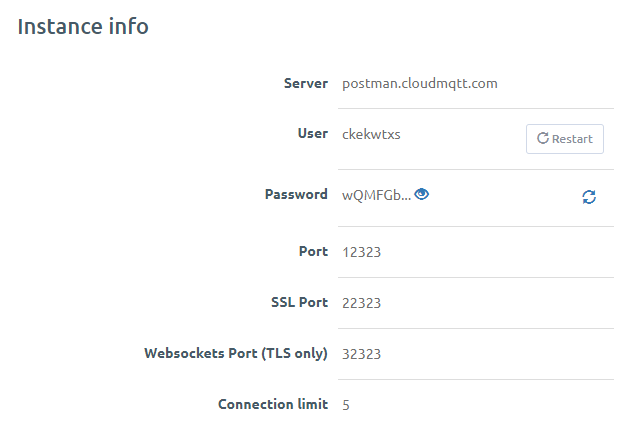 Instance info
Server postman.cloudmqtt.com
User ckekwtxs Restart
Password wQMFGb...
Port 12323
SSL Port 22323
Websockets Port (TLS only) 32323
Connection limit 5